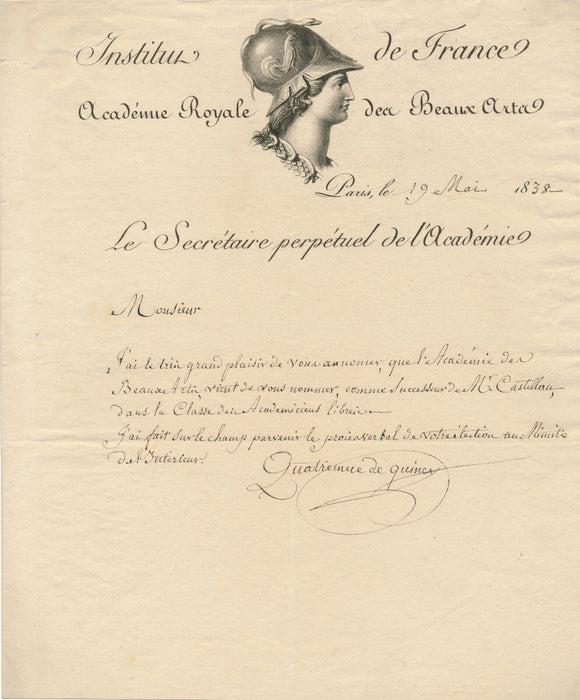 Institut de France
Académie Royale des Beaux Arts
Paris, le 19 Mai 1838
Le Secrétaire perpétuel de l'Académie
Monsieur
J'ai le très grand plaisir de vous annoncer, que l'Académie des
Beaux Arts, vient de vous nommer, comme Successeur de Mr. Castellan,
dans la Classe des Academiciens libres.
J'ai fait sur le champ parvenir le procès verbal de votre élection au Ministre
de l'Intérieur.
Quatremere de quincy